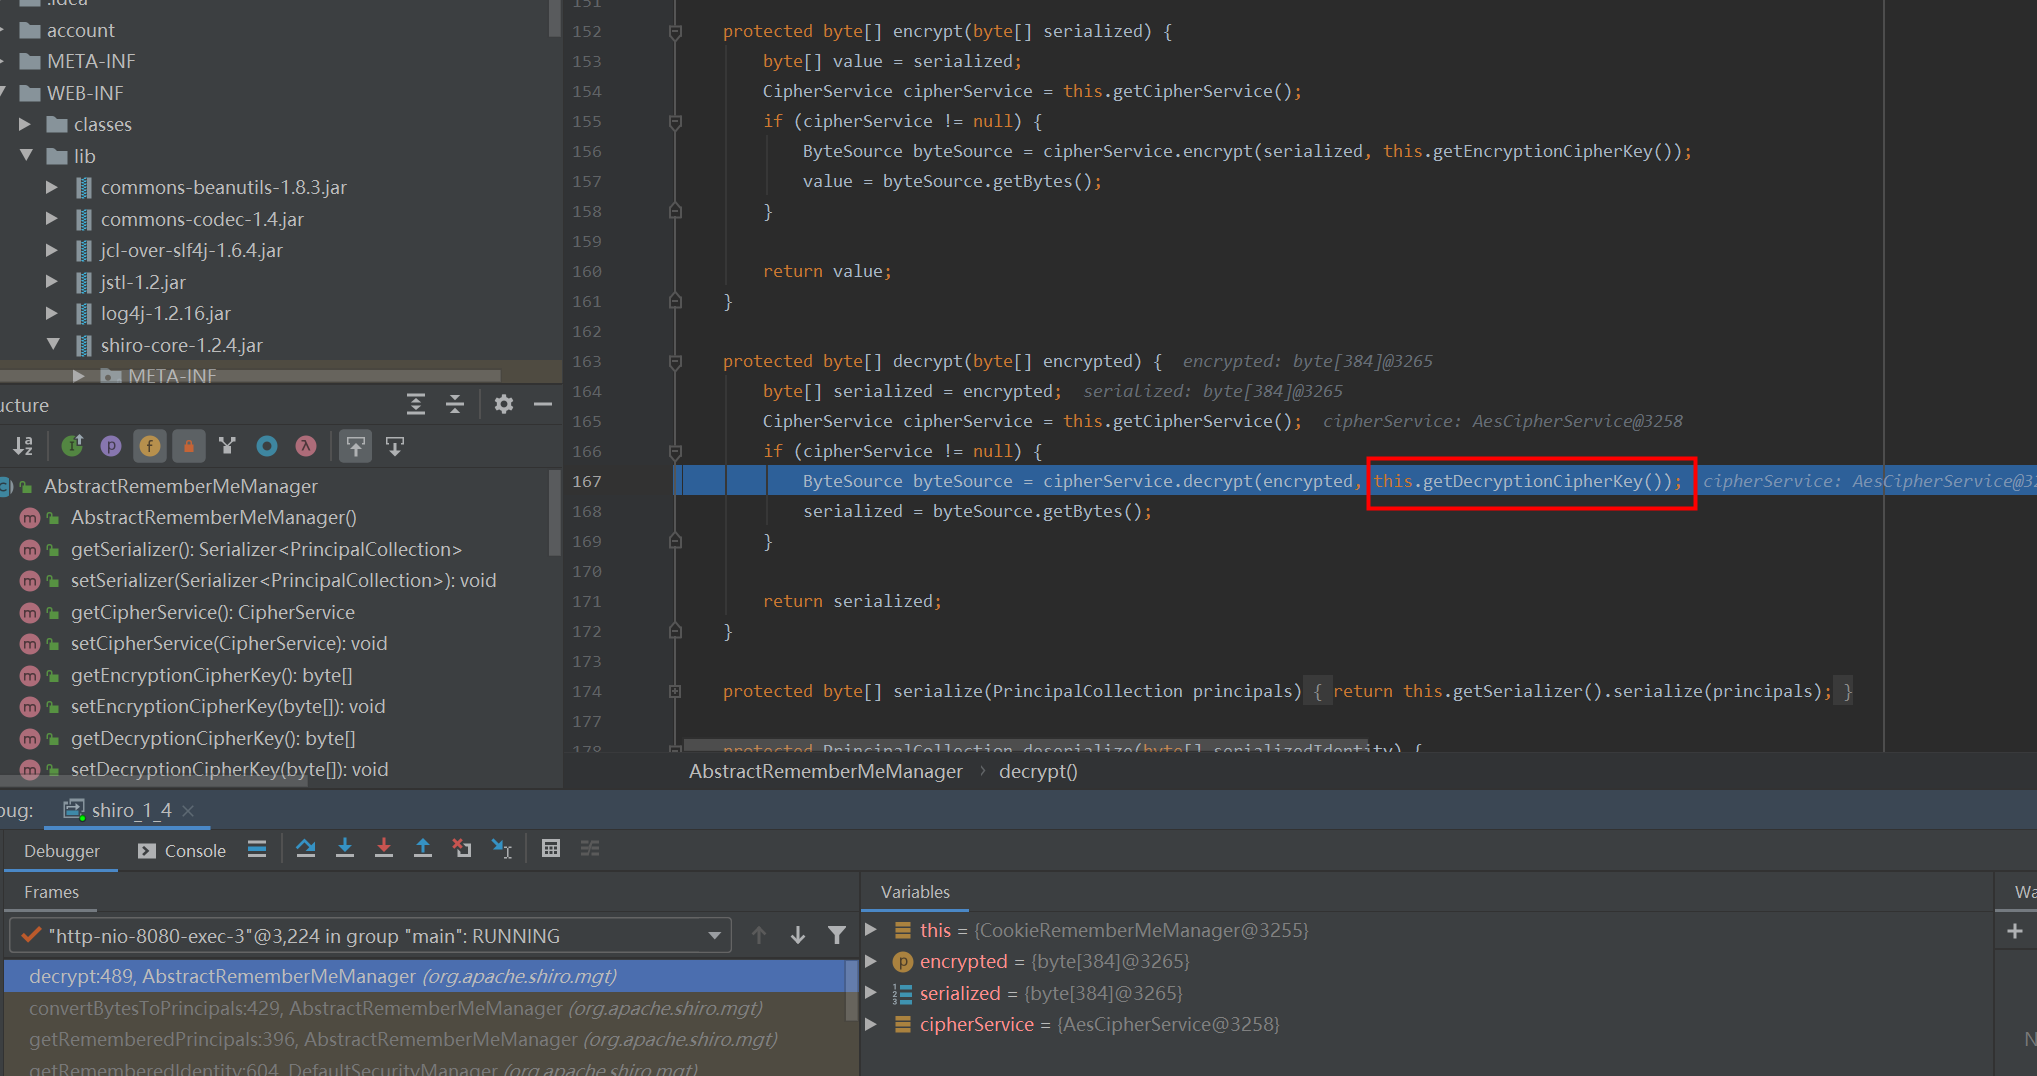 .idea
account
META-INF
WEB-INF
classes
lib
commons-beanutils-1.8.3.jar
commons-codec-1.4.jar
jcl-over-slf4j-1.6.4.jar
jstl-1.2.jar
log4j-1.2.16.jar
shiro-core-1.2.4.jar
META-INF
ucture
AbstractRememberMeManager
AbstractRememberMeManager()
getSerializer(): Serializer<PrincipalCollection>
setSerializer(Serializer<PrincipalCollection>): void
getCipherService(): CipherService
setCipherService(CipherService): void
getEncryptionCipherKey(): byte[]
setEncryptionCipherKey(byte[]): void
getDecryptionCipherKey(): byte[]
setDecryptionCipherKey(byte[]): void
151
152 protected byte[] encrypt(byte[] serialized) {
153 byte[] value = serialized;
154 CipherService cipherService = this.getCipherService();
155 if (cipherService != null) {
156 ByteSource byteSource = cipherService.encrypt(serialized, this.getEncryptionCipherKey());
157 value = byteSource.getBytes();
158 }
159
160 return value;
161 }
162
163 protected byte[] decrypt(byte[] encrypted) { encrypted: byte[384]@3265
164 byte[] serialized = encrypted; serialized: byte[384]@3265
165 CipherService cipherService = this.getCipherService(); cipherService: AesCipherService@3258
166 if (cipherService != null) {
167 ByteSource byteSource = cipherService.decrypt(encrypted, this.getDecryptionCipherKey()); cipherService: AesCipherService@32
168 serialized = byteSource.getBytes();
169 }
170
171 return serialized;
172 }
173
174 protected byte[] serialize(PrincipalCollection principals) { return this.getSerializer().serialize(principals); }
177
178 protected PrincipalCollection deserialize(byte[] serializedIdentity) {
AbstractRememberMeManager › decrypt()
bug: shiro_1_4
Debugger Console
Frames
"http-nio-8080-exec-3"@3,224 in group "main": RUNNING
decrypt:489, AbstractRememberMeManager (org.apache.shiro.mgt)
convertBytesToPrincipals:429, AbstractRememberMeManager (org.apache.shiro.mgt)
getRememberedPrincipals:396, AbstractRememberMeManager (org.apache.shiro.mgt)
getRememberedIdentity:604, DefaultSecurityManager (org.apache.shiro.mgt)
Variables
this = {CookieRememberMeManager@3255}
encrypted = {byte[384]@3265}
serialized = {byte[384]@3265}
cipherService = {AesCipherService@3258}
Wa
N